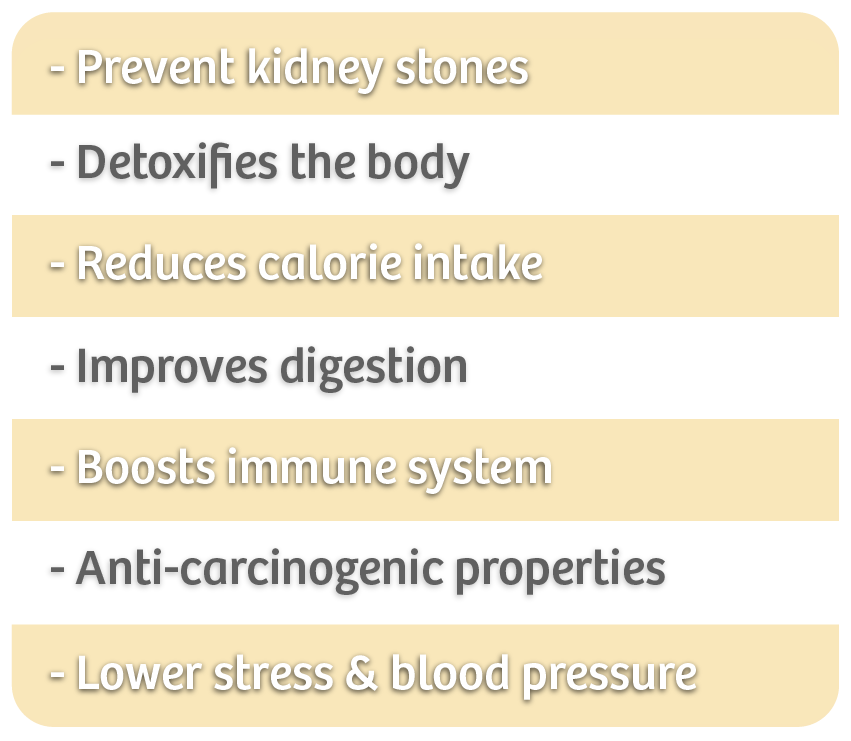 - Prevent kidney stones
- Detoxifies the body
- Reduces calorie intake
- Improves digestion
- Boosts immune system
- Anti-carcinogenic properties
- Lower stress & blood pressure